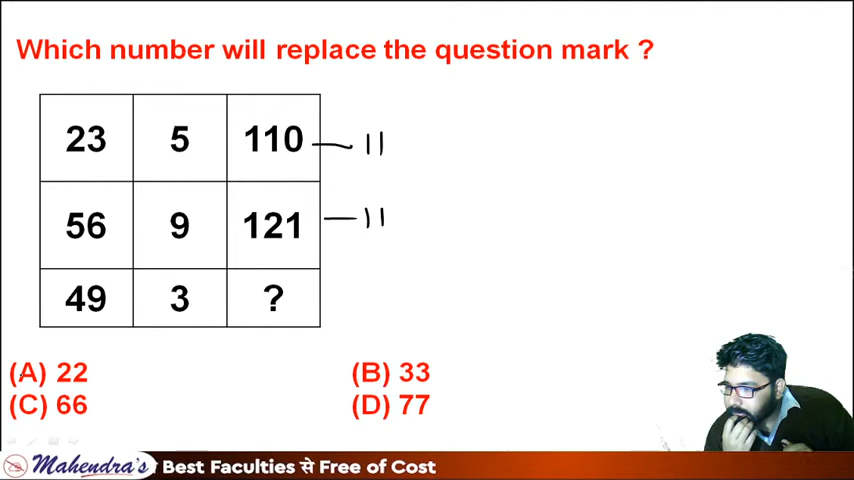 Which number will replace the question mark ?
23 5 110 11
56 9 121 11
49 3 ?
(A) 22 (B) 33
(C) 66 (D) 77
Mahendra's Best Faculties से Free of Cost